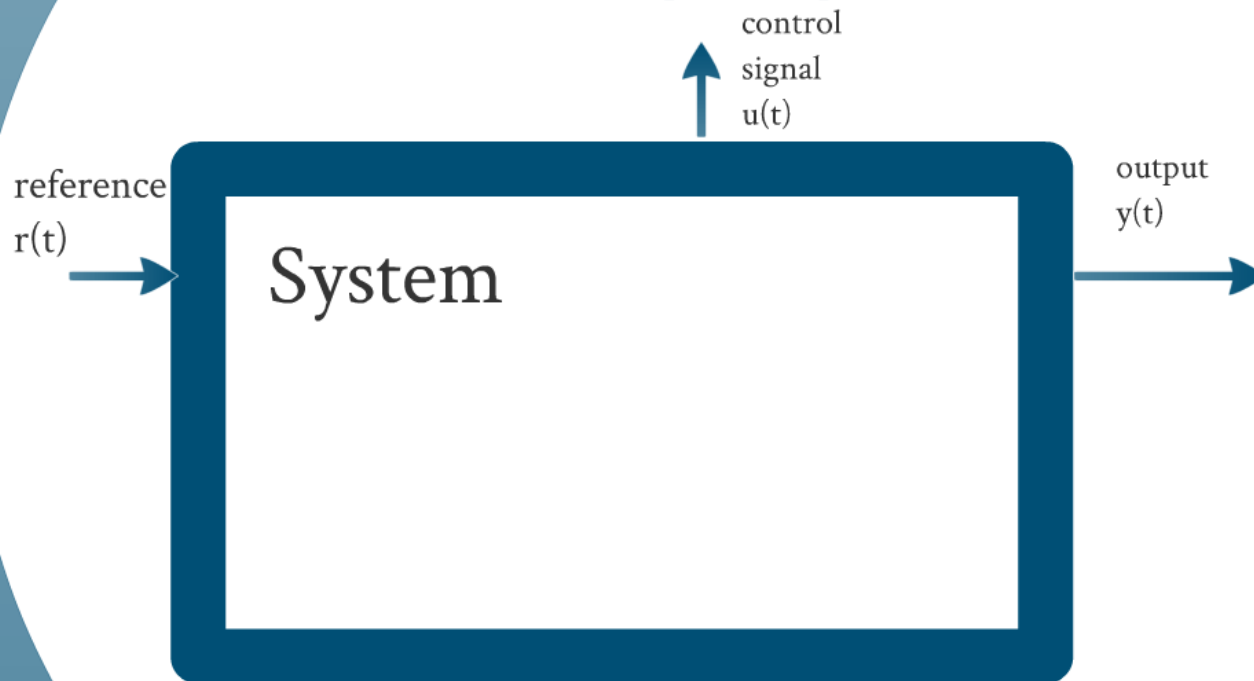 control
signal
u(t)
reference
r(t)
output
y(t)
System